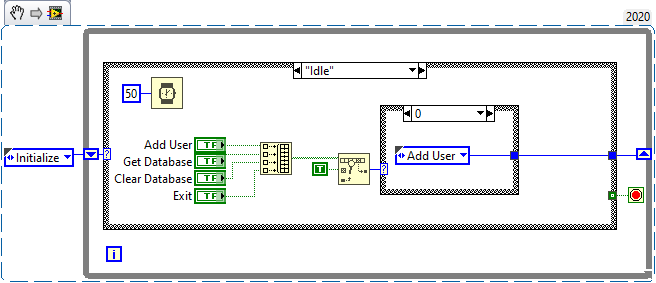 2020
"Idle"
50
0
Add User
Add User
Get Database
Initialize
?
Clear Database
T
?
Exit
TF
TF
TF
TF
i